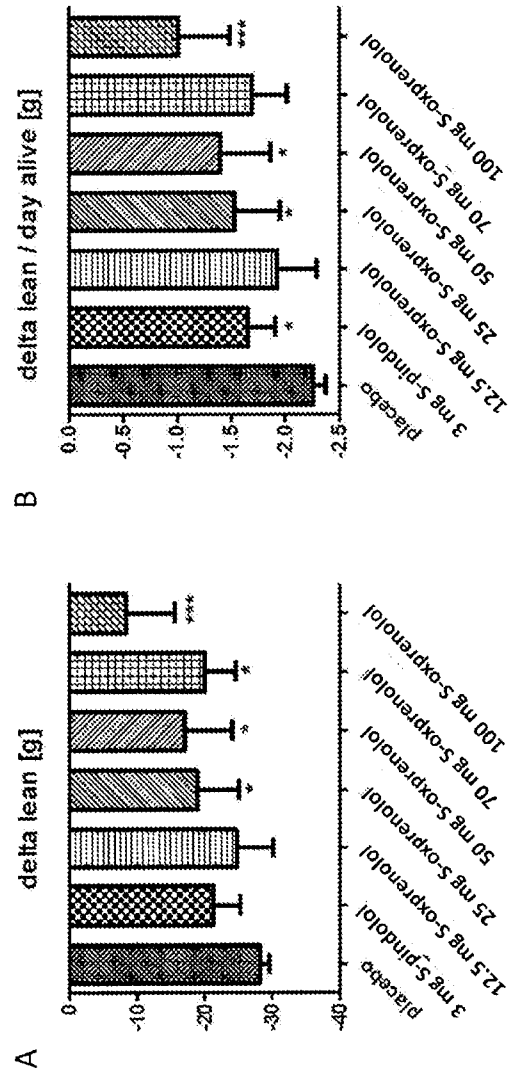 A
delta lean [g]
0
-10
-20
-30
-40
placebo
3 mg S-pindolol
12.5 mg S-oxprenolol
25 mg S-oxprenolol
50 mg S-oxprenolol
70 mg S-oxprenolol
100 mg S-oxprenolol
*
*
*
***
B
delta lean / day alive [g]
0.0
-0.5
-1.0
-1.5
-2.0
-2.5
placebo
3 mg S-pindolol
12.5 mg S-oxprenolol
25 mg S-oxprenolol
50 mg S-oxprenolol
70 mg S-oxprenolol
100 mg S-oxprenolol
*
*
*
***